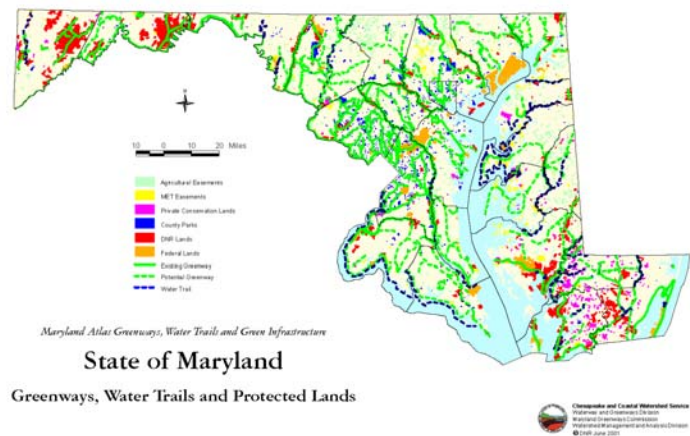 10 0 10 20 Miles
Agricultural Easements
MET Easements
Private Conservation Lands
County Parks
DNR Lands
Federal Lands
Existing Greenway
Potential Greenway
Water Trail
Maryland Atlas Greenways, Water Trails and Green Infrastructure
State of Maryland
Greenways, Water Trails and Protected Lands
Chesapeake and Coastal Watershed Service
Waterway and Greenways Division
Maryland Greenways Commission
Watershed Management and Analysis Division
© DNR June 2001